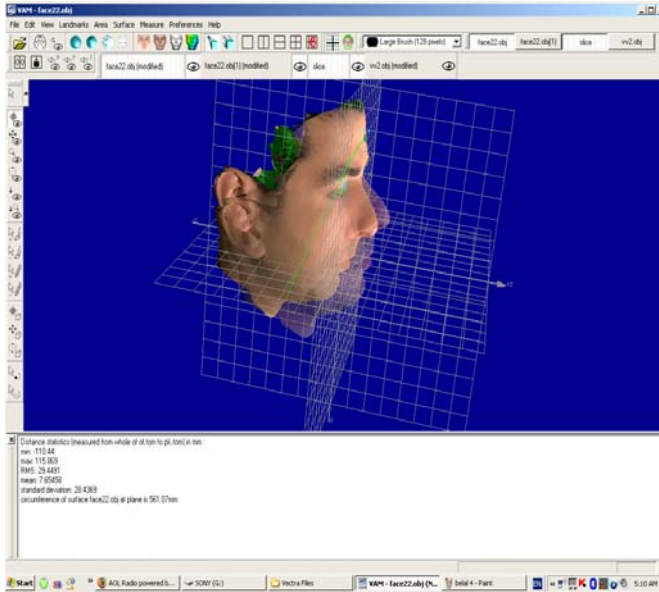 VAM - face22.obj
File Edit View Landmarks Area Surface Measure Preferences Help
Large Brush (128 pixels) face22.obj face22.obj(1) slice vv2.obj
face22.obj (modified) face22.obj(1) (modified) slice vv2.obj (modified)
Distance statistics (measured from whole of ot.tom to pk.tom) in mm :
min: -110.44
max: 115.869
RMS: 29.4491
mean: 7.65458
standard deviation: 28.4369
circumference of surface face22.obj at plane is 561.07mm
Start AOL Radio powered b... SONY (G:) Vectra Files VAM - face22.obj (M... belal 4 - Paint EN 5:10 AM